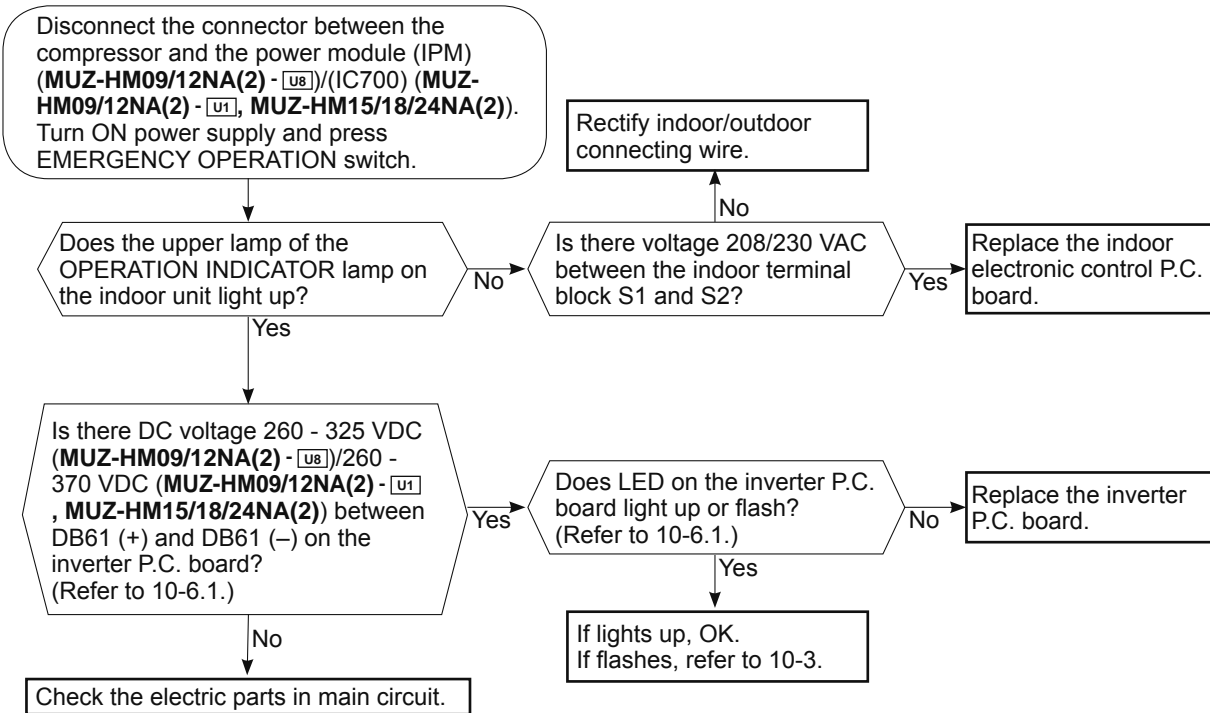 Disconnect the connector between the
compressor and the power module (IPM)
(MUZ-HM09/12NA(2) - U8)/(IC700) (MUZ-
HM09/12NA(2) - U1, MUZ-HM15/18/24NA(2)).
Turn ON power supply and press
EMERGENCY OPERATION switch.
Rectify indoor/outdoor
connecting wire.
No
Does the upper lamp of the
OPERATION INDICATOR lamp on
the indoor unit light up?
No
Is there voltage 208/230 VAC
between the indoor terminal
block S1 and S2?
Yes
Replace the indoor
electronic control P.C.
board.
Yes
Is there DC voltage 260 - 325 VDC
(MUZ-HM09/12NA(2) - U8)/260 -
370 VDC (MUZ-HM09/12NA(2) - U1
, MUZ-HM15/18/24NA(2)) between
DB61 (+) and DB61 (–) on the
inverter P.C. board?
(Refer to 10-6.1.)
Yes
Does LED on the inverter P.C.
board light up or flash?
(Refer to 10-6.1.)
No
Replace the inverter
P.C. board.
Yes
If lights up, OK.
If flashes, refer to 10-3.
No
Check the electric parts in main circuit.